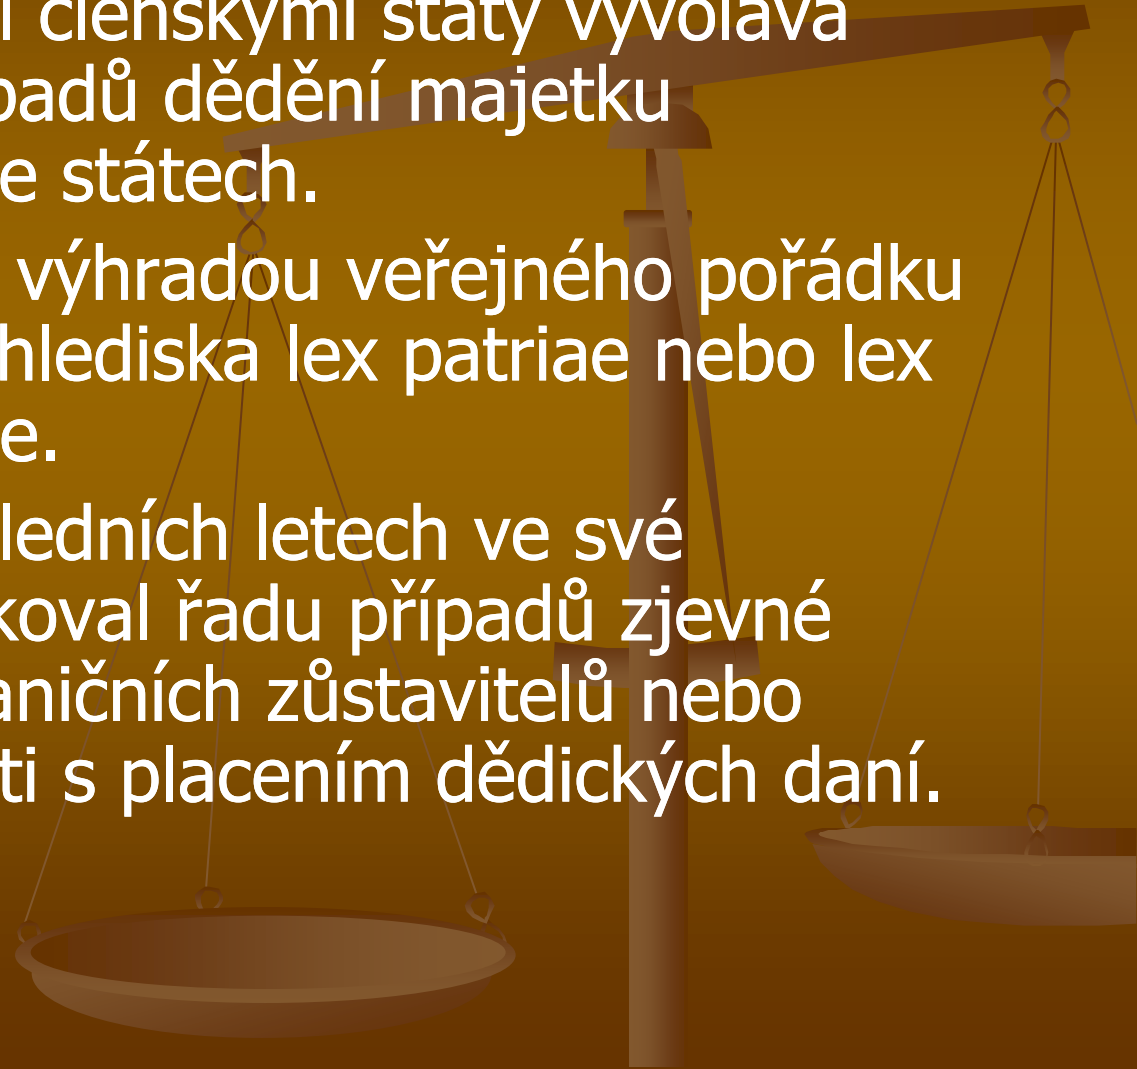 í členskými státy vyvolává
padů dědění majetku
e státech.
výhradou veřejného pořádku
hlediska lex patriae nebo lex
e.
ledních letech ve své
koval řadu případů zjevné
aničních zůstavitelů nebo
ti s placením dědických daní.